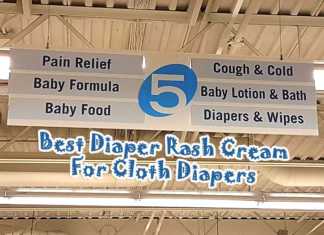 Pain Relief
Baby Formula
Baby Food
5
Cough & Cold
Baby Lotion & Bath
Diapers & Wipes
Best Diaper Rash Cream
For Cloth Diapers